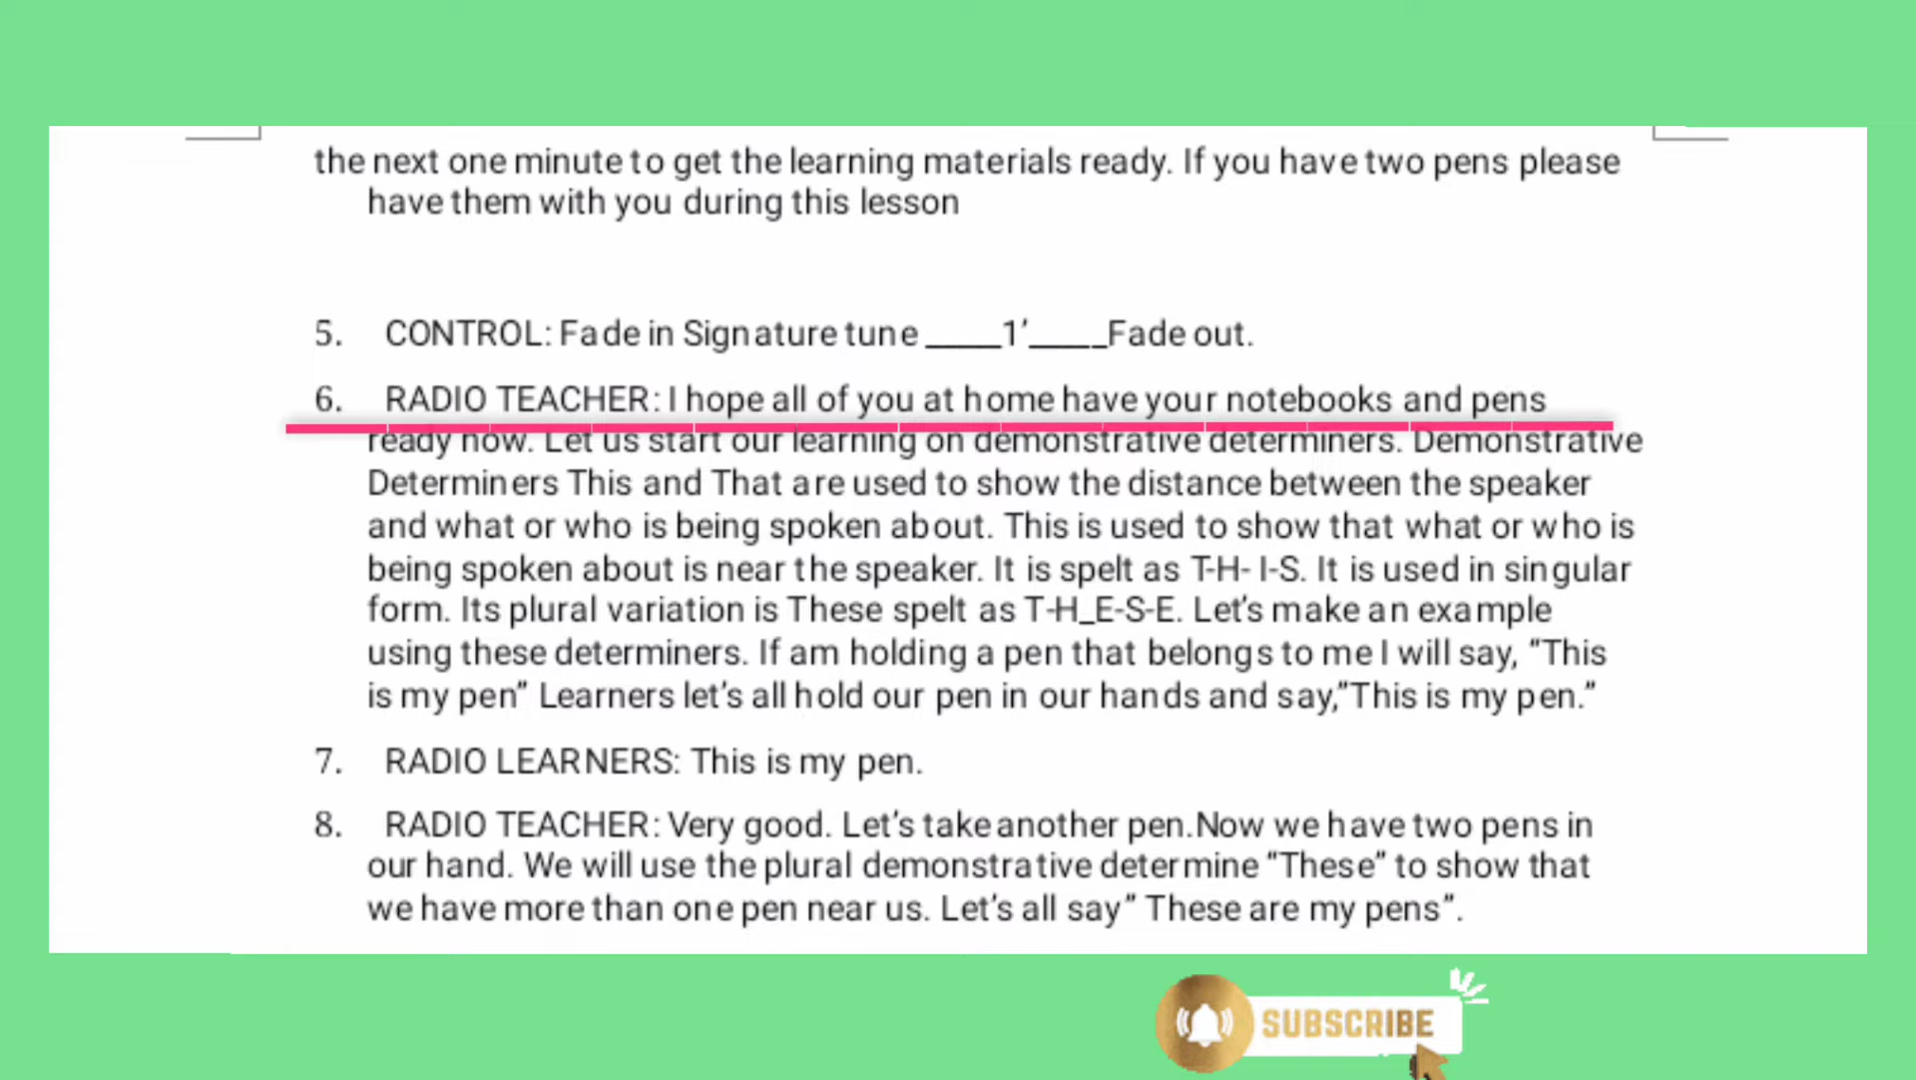 the next one minute to get the learning materials ready. If you have two pens please
have them with you during this lesson
5. CONTROL: Fade in Signature tune _____1’_____Fade out.
6. RADIO TEACHER: I hope all of you at home have your notebooks and pens
ready now. Let us start our learning on demonstrative determiners. Demonstrative
Determiners This and That are used to show the distance between the speaker
and what or who is being spoken about. This is used to show that what or who is
being spoken about is near the speaker. It is spelt as T-H- I-S. It is used in singular
form. Its plural variation is These spelt as T-H_E-S-E. Let’s make an example
using these determiners. If am holding a pen that belongs to me I will say, “This
is my pen” Learners let’s all hold our pen in our hands and say,”This is my pen.”
7. RADIO LEARNERS: This is my pen.
8. RADIO TEACHER: Very good. Let’s take another pen.Now we have two pens in
our hand. We will use the plural demonstrative determine “These” to show that
we have more than one pen near us. Let’s all say” These are my pens”.
SUBSCRIBE